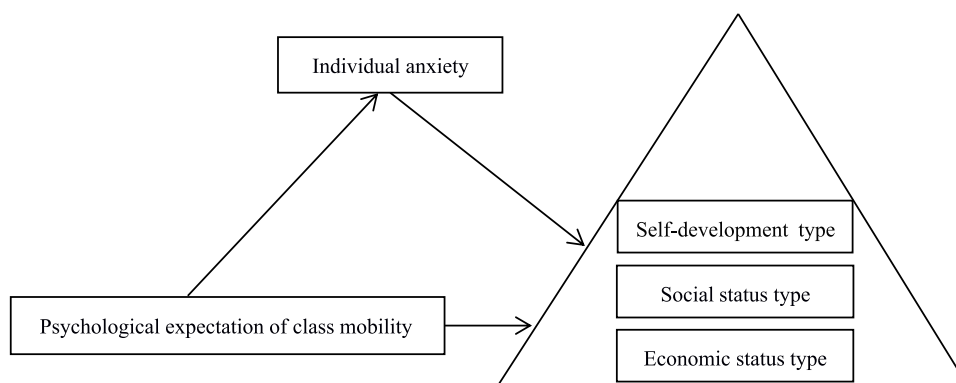 Individual anxiety
Self-development type
Social status type
Psychological expectation of class mobility
Economic status type